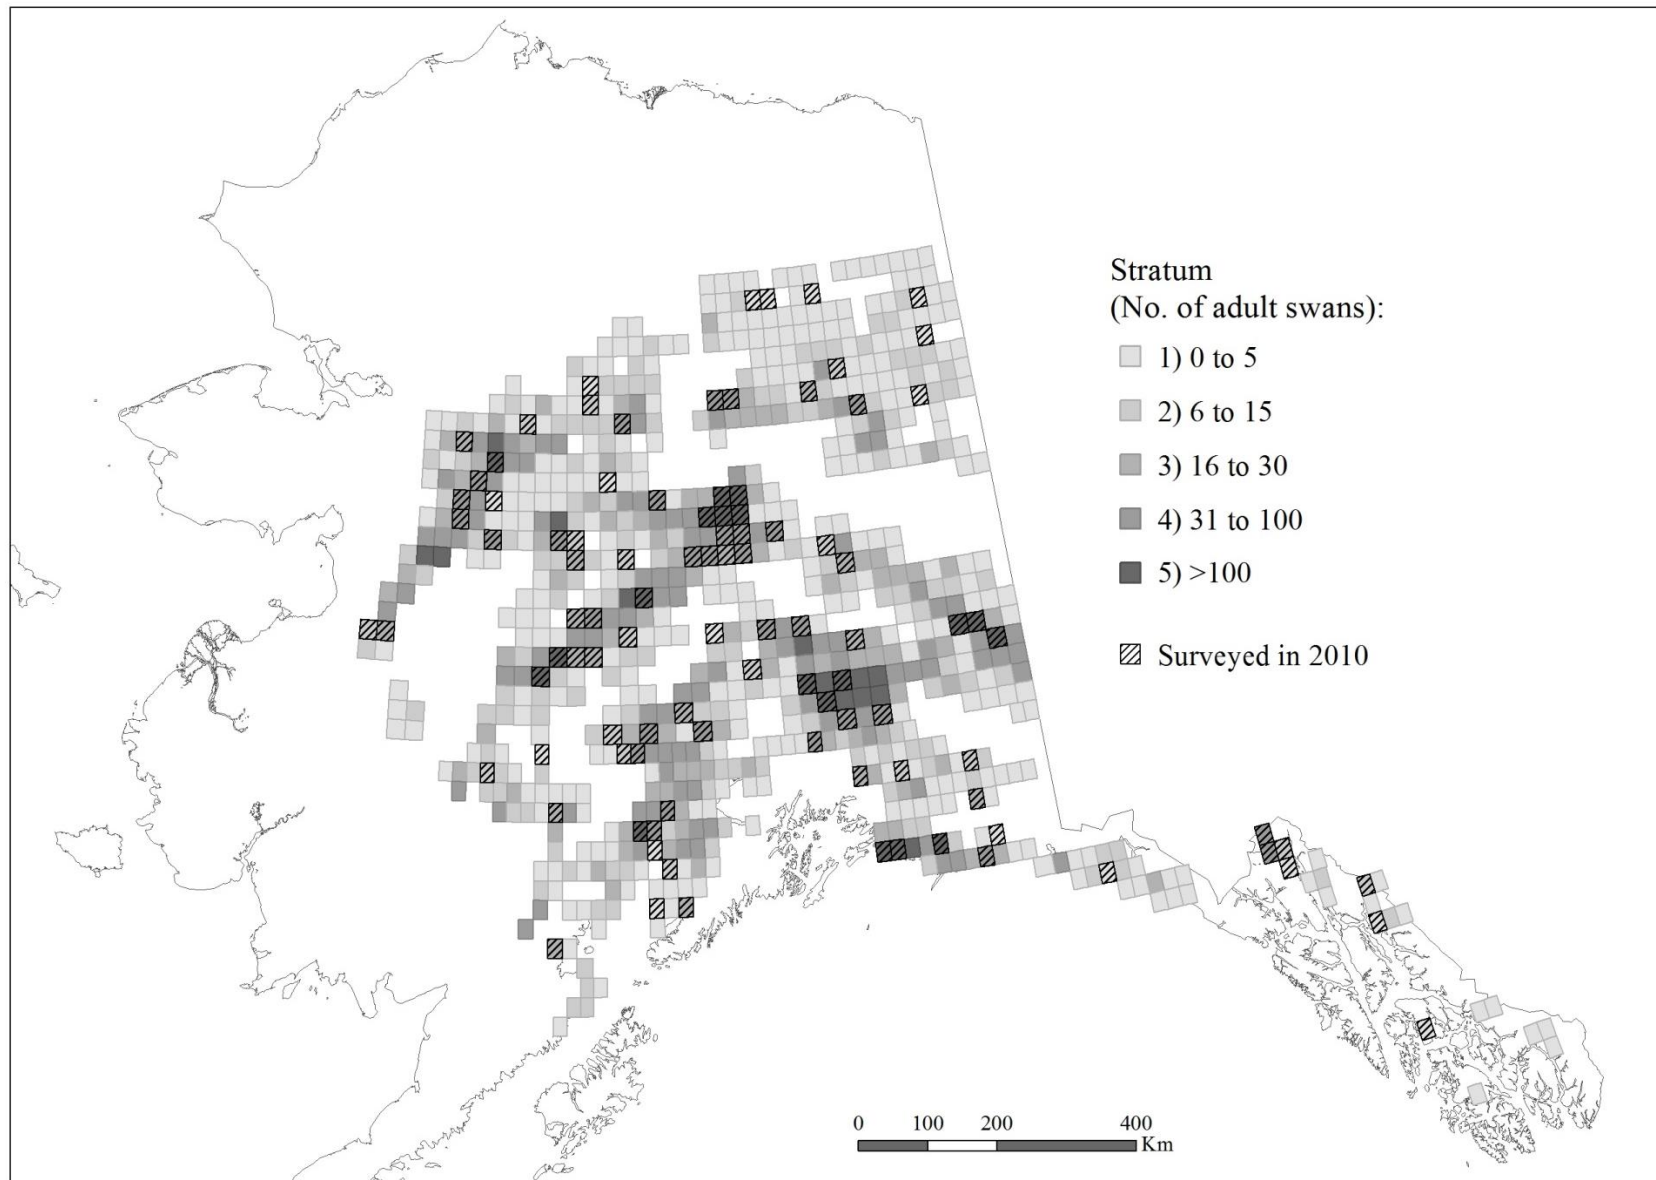 Stratum
(No. of adult swans):
1) 0 to 5
2) 6 to 15
3) 16 to 30
4) 31 to 100
5) >100
Surveyed in 2010
0 100 200 400
Km